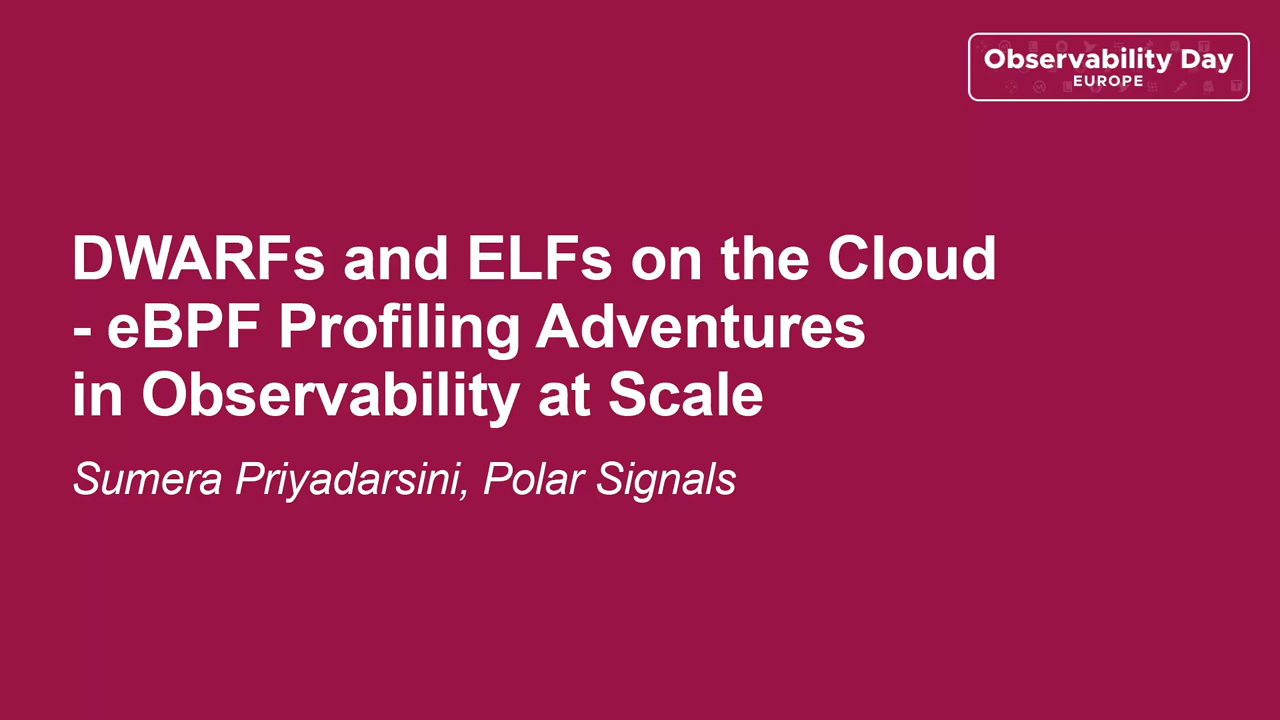 Observability Day
EUROPE
DWARFs and ELFs on the Cloud
- eBPF Profiling Adventures
in Observability at Scale
Sumera Priyadarsini, Polar Signals